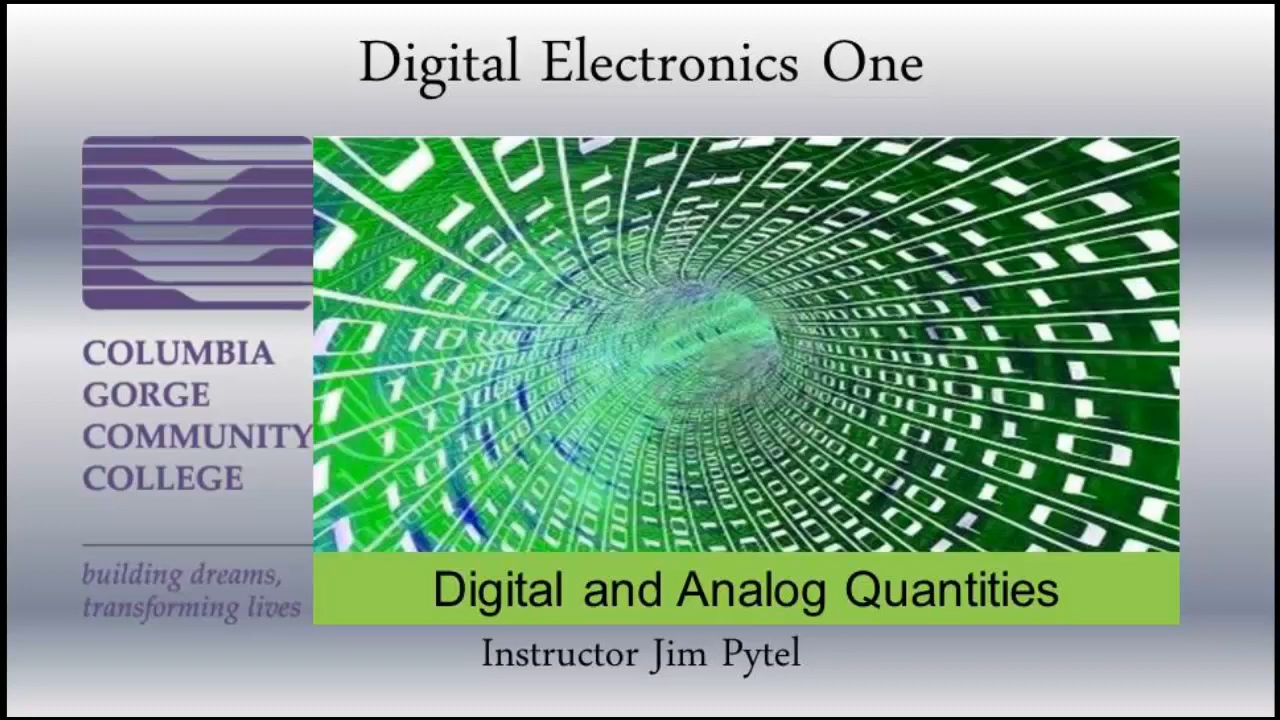 Digital Electronics One
COLUMBIA
GORGE
COMMUNITY
COLLEGE
building dreams,
transforming lives
Digital and Analog Quantities
Instructor Jim Pytel